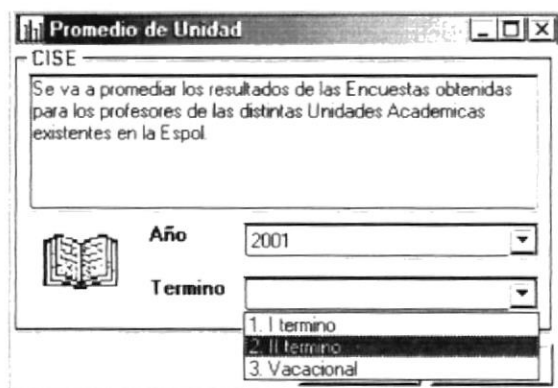 Promedio de Unidad
CISE
Se va a promediar los resultados de las Encuestas obtenidas
para los profesores de las distintas Unidades Academicas
existentes en la Espol.
Año
2001
Termino
1. I termino
2. II termino
3. Vacacional